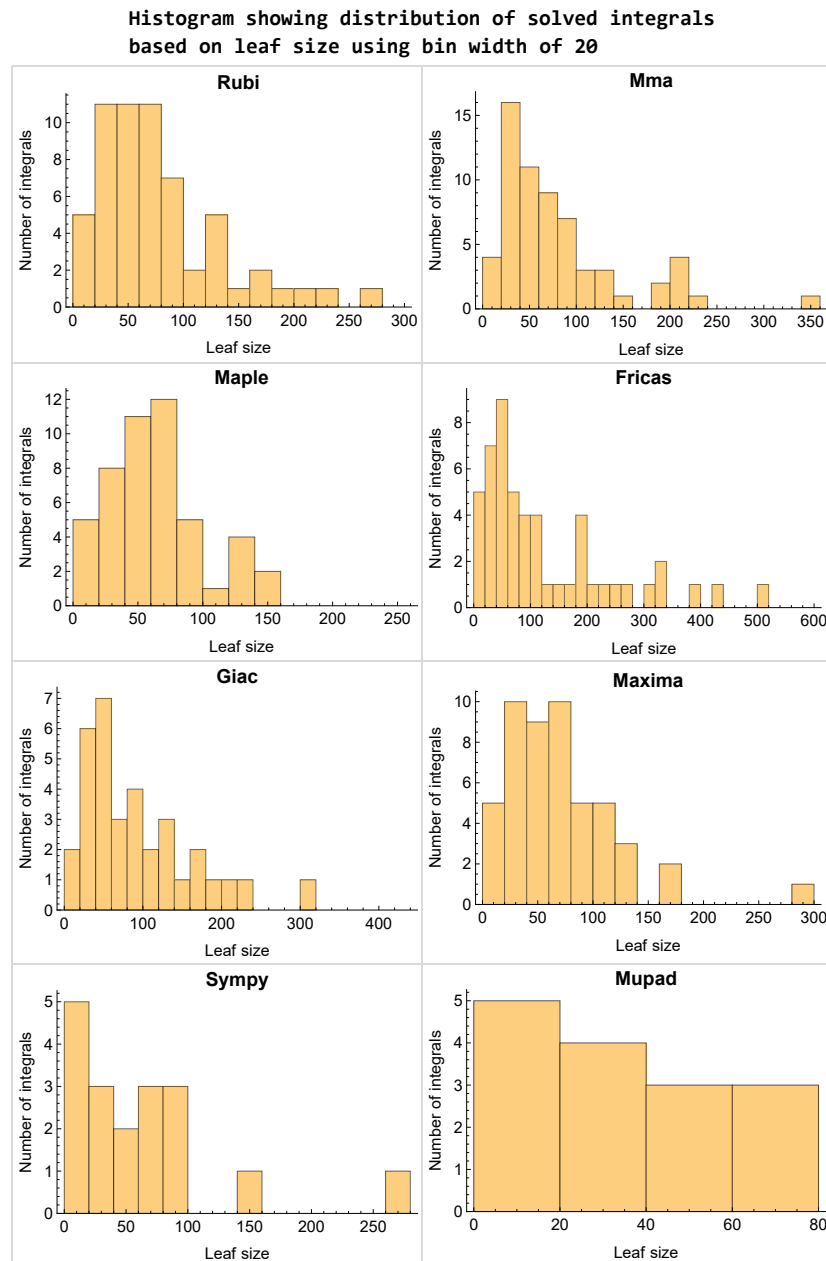 Histogram showing distribution of solved integrals
based on leaf size using bin width of 20
Rubi
Number of integrals
0 2 4 6 8 10
0 50 100 150 200 250 300
Leaf size
Mma
Number of integrals
0 5 10 15
0 50 100 150 200 250 300 350
Leaf size
Maple
Number of integrals
0 2 4 6 8 10 12
0 50 100 150 200 250
Leaf size
Fricas
Number of integrals
0 2 4 6 8
0 100 200 300 400 500 600
Leaf size
Giac
Number of integrals
0 1 2 3 4 5 6 7
0 100 200 300 400
Leaf size
Maxima
Number of integrals
0 2 4 6 8 10
0 50 100 150 200 250 300
Leaf size
Sympy
Number of integrals
0 1 2 3 4 5
0 50 100 150 200 250
Leaf size
Mupad
Number of integrals
0 1 2 3 4 5
0 20 40 60 80
Leaf size